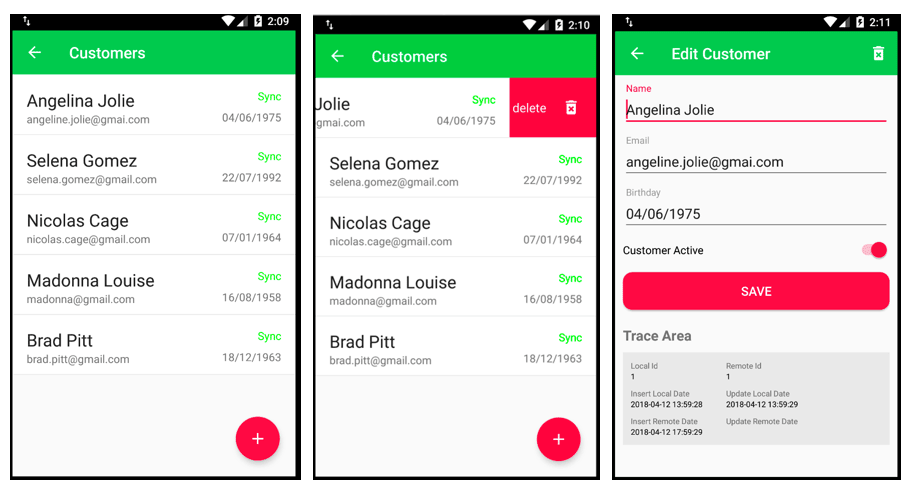 2:09
Customers
Angelina Jolie
Sync
angeline.jolie@gmai.com
04/06/1975
Selena Gomez
Sync
selena.gomez@gmail.com
22/07/1992
Nicolas Cage
Sync
nicolas.cage@gmail.com
07/01/1964
Madonna Louise
Sync
madonna@gmail.com
16/08/1958
Brad Pitt
Sync
brad.pitt@gmail.com
18/12/1963
+
2:10
Customers
Jolie
Sync
gmai.com
04/06/1975
delete
Selena Gomez
Sync
selena.gomez@gmail.com
22/07/1992
Nicolas Cage
Sync
nicolas.cage@gmail.com
07/01/1964
Madonna Louise
Sync
madonna@gmail.com
16/08/1958
Brad Pitt
Sync
brad.pitt@gmail.com
18/12/1963
+
2:11
Edit Customer
Name
Angelina Jolie
Email
angeline.jolie@gmai.com
Birthday
04/06/1975
Customer Active
SAVE
Trace Area
Local Id
Remote Id
1
1
Insert Local Date
Update Local Date
2018-04-12 13:59:28
2018-04-12 13:59:29
Insert Remote Date
Update Remote Date
2018-04-12 17:59:29